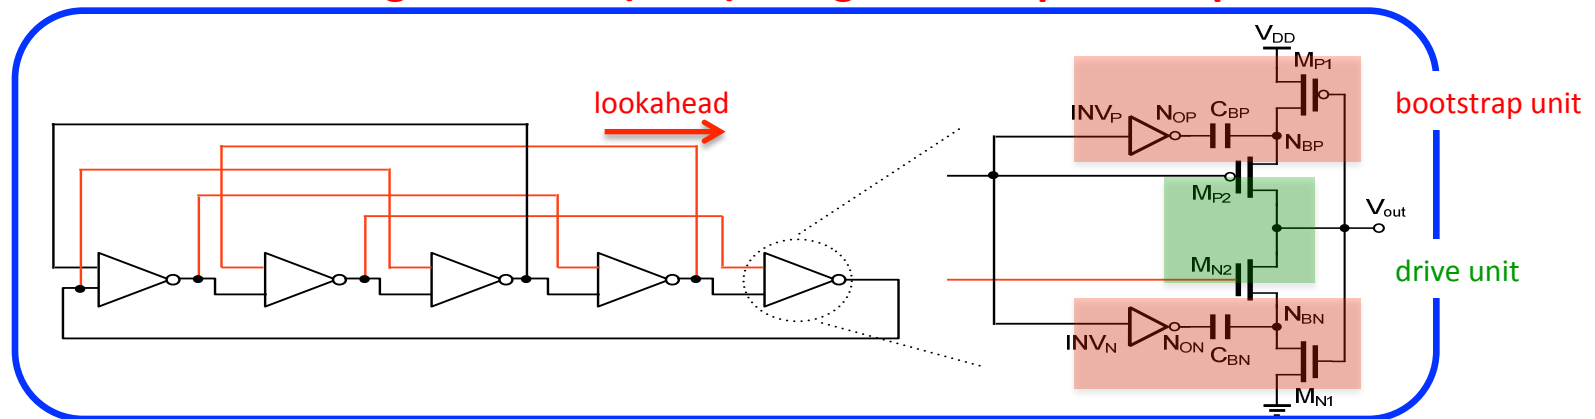 lookahead
V_DD
M_P1
bootstrap unit
INV_P
N_OP
C_BP
N_BP
M_P2
V_out
M_N2
drive unit
N_BN
INV_N
N_ON
C_BN
M_N1